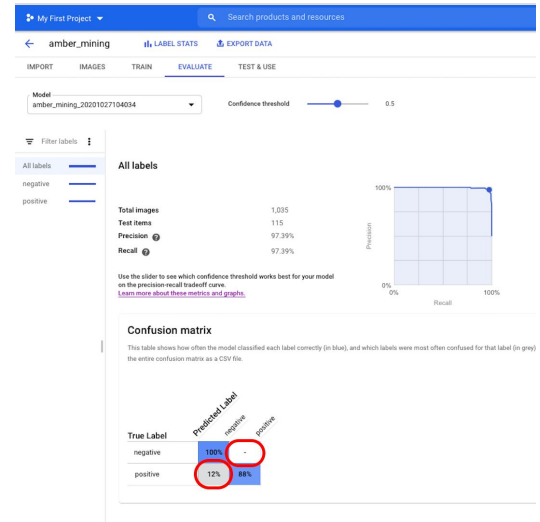 My First Project
Search products and resources
amber_mining
LABEL STATS
EXPORT DATA
IMPORT
IMAGES
TRAIN
EVALUATE
TEST & USE
Model
amber_mining_20201027104034
Confidence threshold
0.5
Filter labels
All labels
negative
positive
All labels
Total images 1,035
Test items 115
Precision 97.39%
Recall 97.39%
Use the slider to see which confidence threshold works best for your model
on the precision-recall tradeoff curve.
Learn more about these metrics and graphs.
100%
Precision
0%
0%
100%
Recall
Confusion matrix
This table shows how often the model classified each label correctly (in blue), and which labels were most often confused for that label (in grey)
the entire confusion matrix as a CSV file.
Predicted Label
negative
positive
True Label
negative 100% -
positive 12% 88%